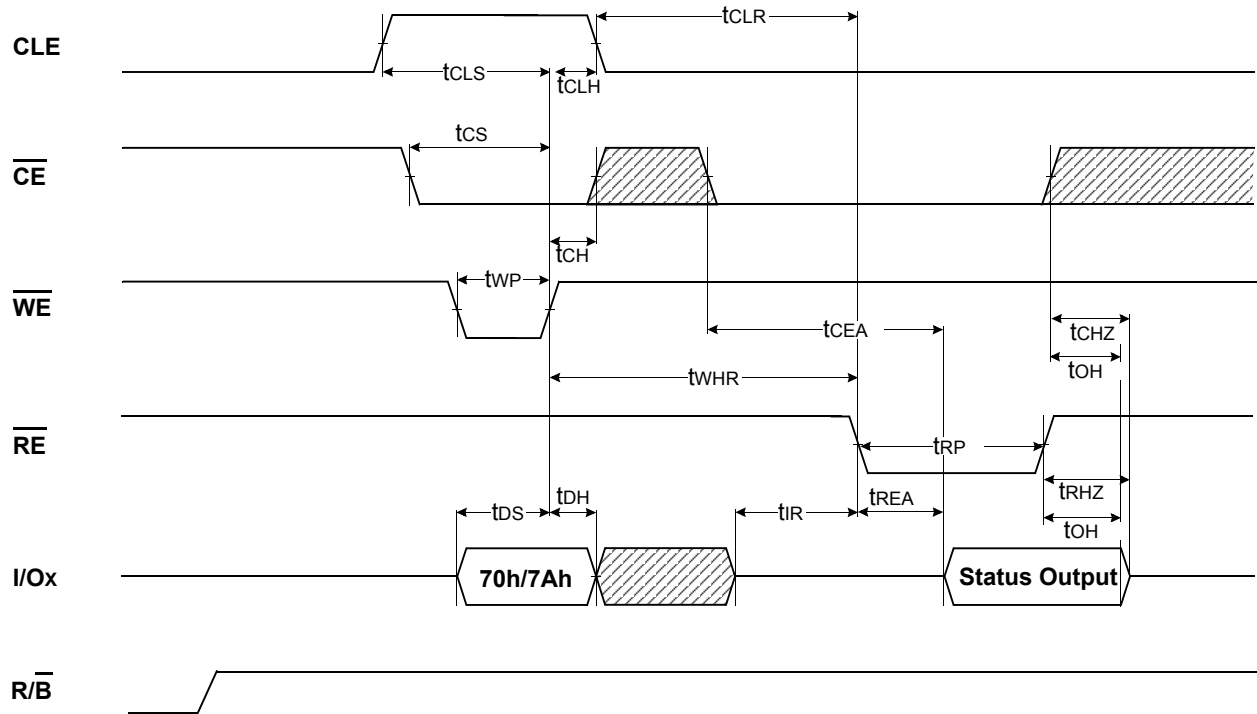 tCLR
CLE
tCLS
tCLH
tCS
CE
tCH
tWP
WE
tCEA
tCHZ
tOH
tWHR
RE
tRP
tDH
tRHZ
tDS
tIR
tREA
tOH
I/Ox
70h/7Ah
Status Output
R/B